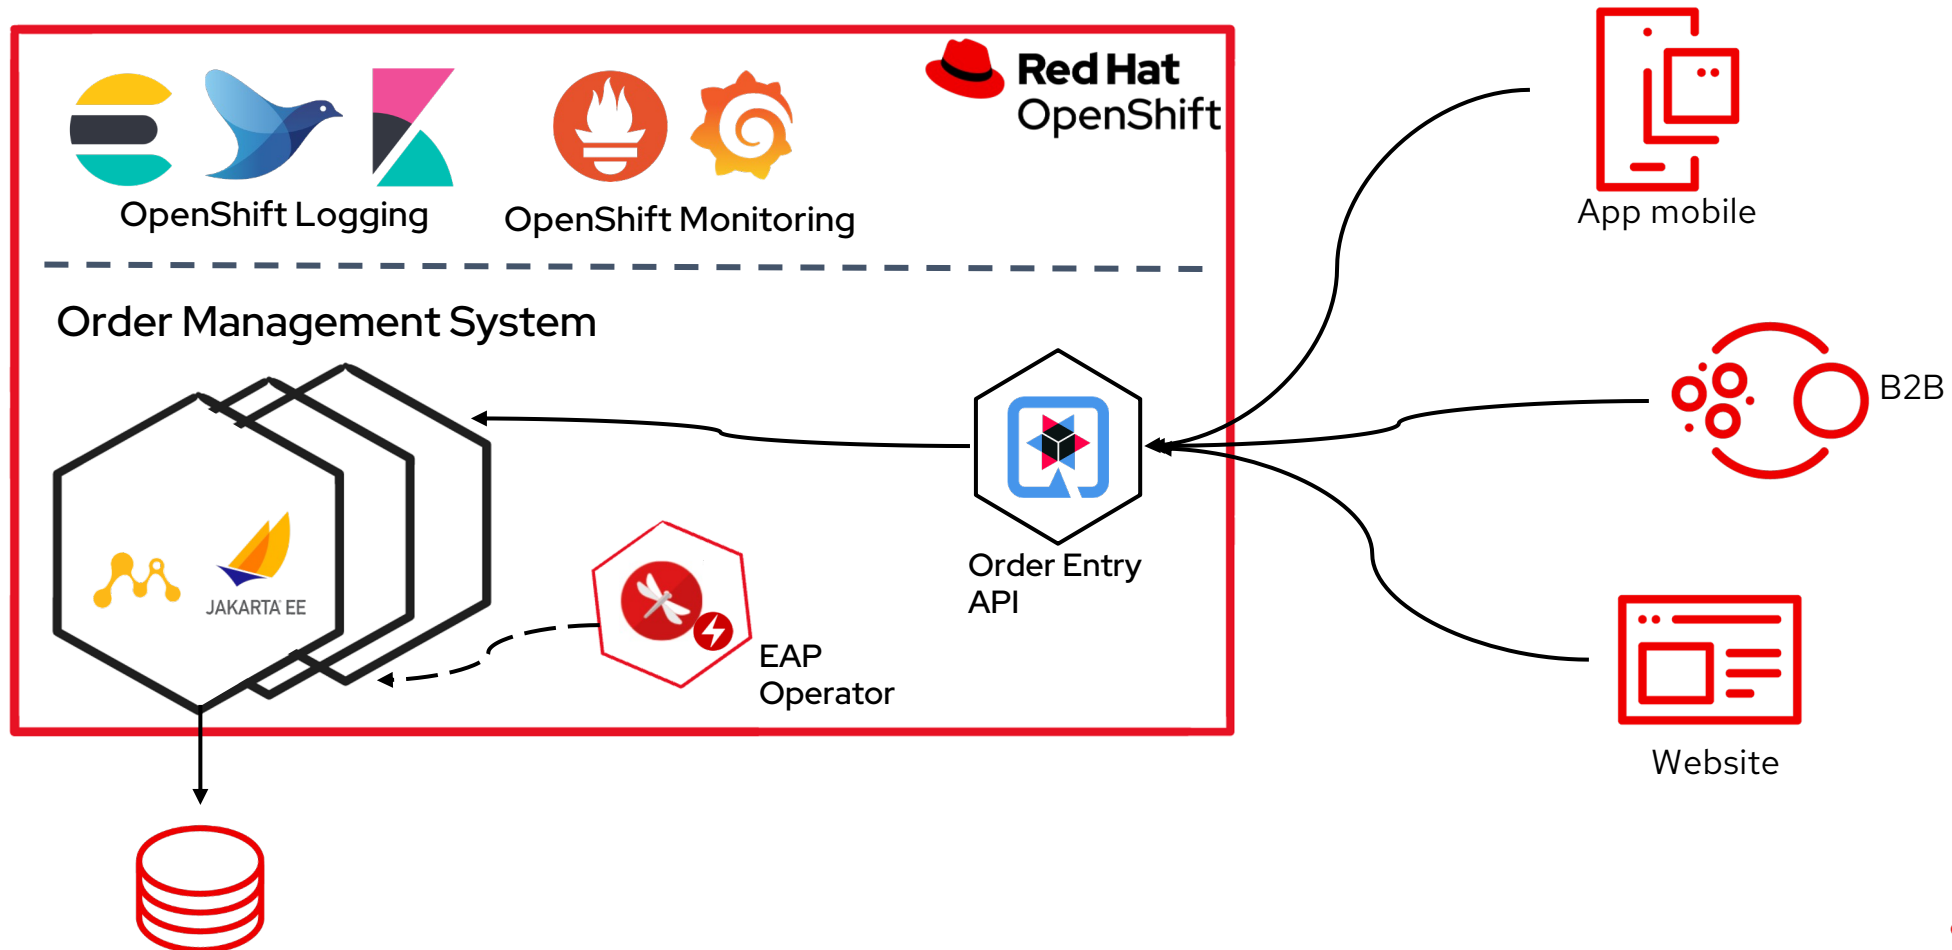 Red Hat
OpenShift
OpenShift Logging
OpenShift Monitoring
Order Management System
JAKARTA EE
EAP
Operator
Order Entry
API
App mobile
B2B
Website